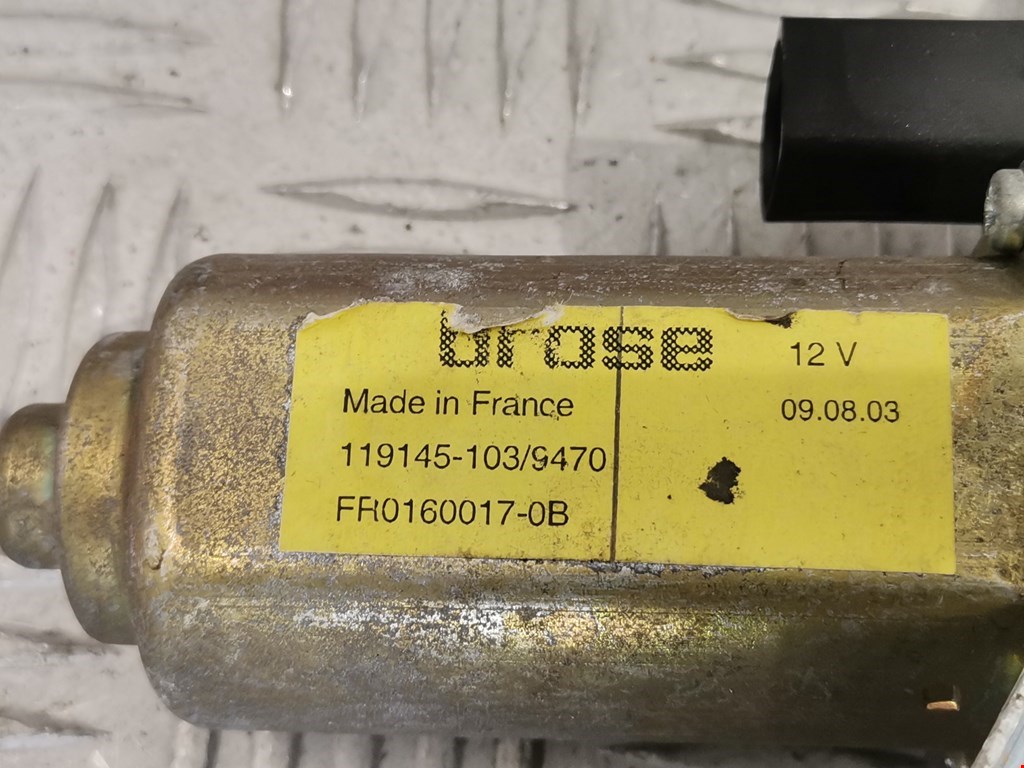 brose
12 V
Made in France
09.08.03
119145-103/9470
FR0160017-0B